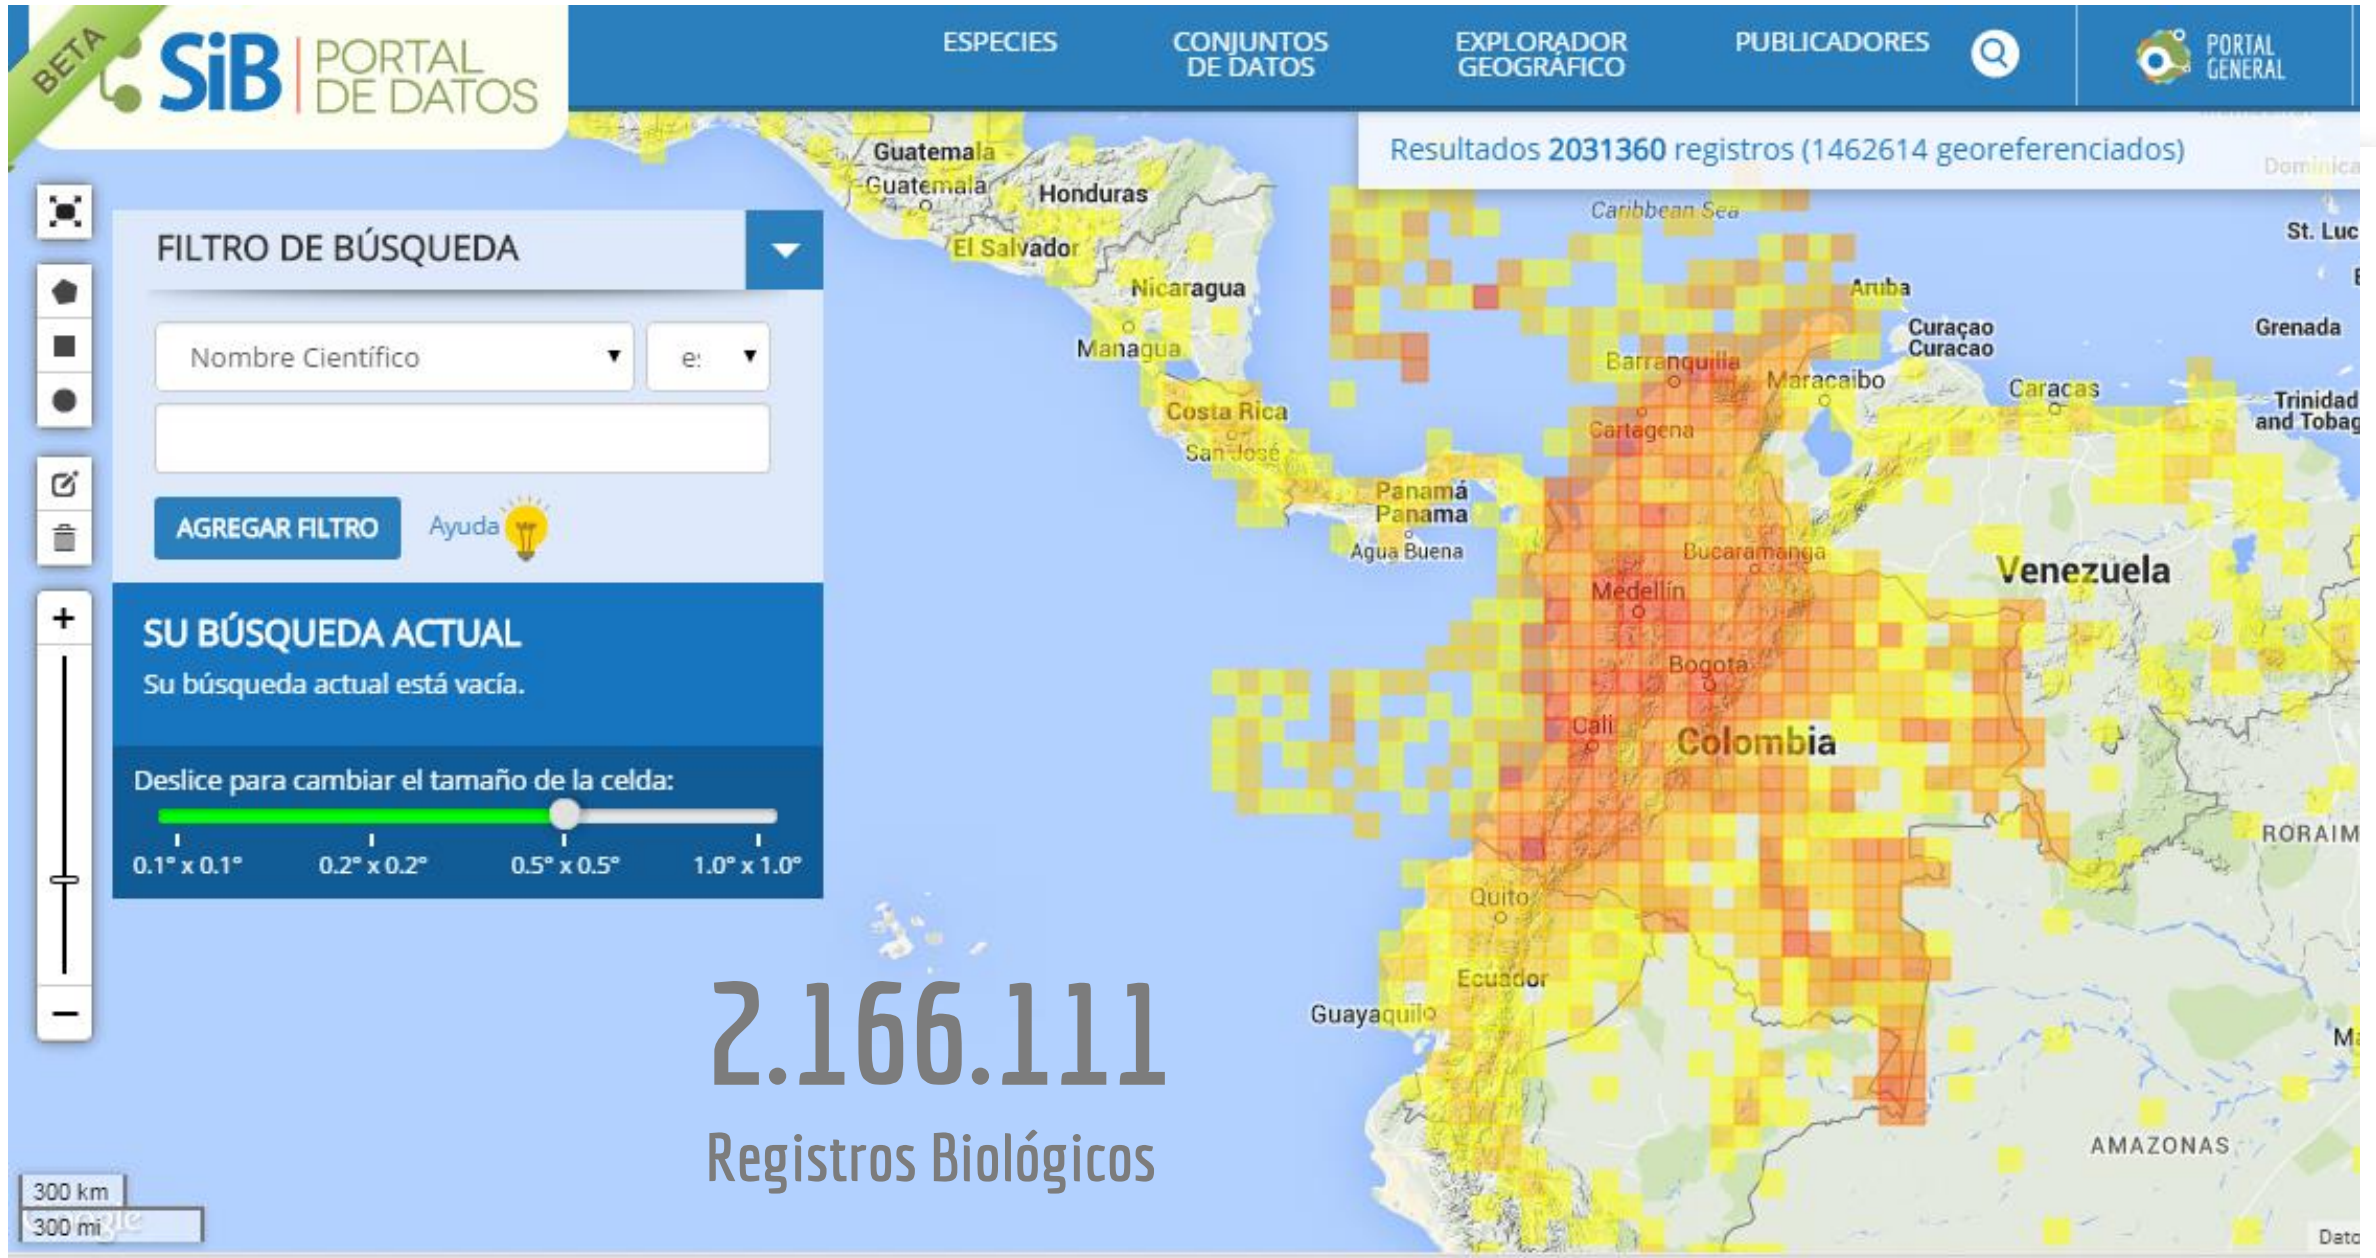 BETA
SiB PORTAL
DE DATOS
ESPECIES
CONJUNTOS
DE DATOS
EXPLORADOR
GEOGRÁFICO
PUBLICADORES
PORTAL
GENERAL
Resultados 2031360 registros (1462614 georeferenciados)
FILTRO DE BÚSQUEDA
Nombre Científico
AGREGAR FILTRO
Ayuda
SU BÚSQUEDA ACTUAL
Su búsqueda actual está vacía.
Deslice para cambiar el tamaño de la celda:
0.1° x 0.1° 0.2° x 0.2° 0.5° x 0.5° 1.0° x 1.0°
+
−
Guatemala
Guatemala
Honduras
El Salvador
Nicaragua
Managua
Costa Rica
San José
Panamá
Panama
Agua Buena
Caribbean Sea
Aruba
Curaçao
Curacao
St. Luc
Grenada
Trinidad
and Tobag
Barranquilla
Maracaibo
Caracas
Cartagena
Bucaramanga
Medellín
Venezuela
Bogotá
Cali
Colombia
RORAIM
Quito
Ecuador
Guayaquil
AMAZONAS
Dominica
2.166.111
Registros Biológicos
300 km
300 mi
Google
Dato